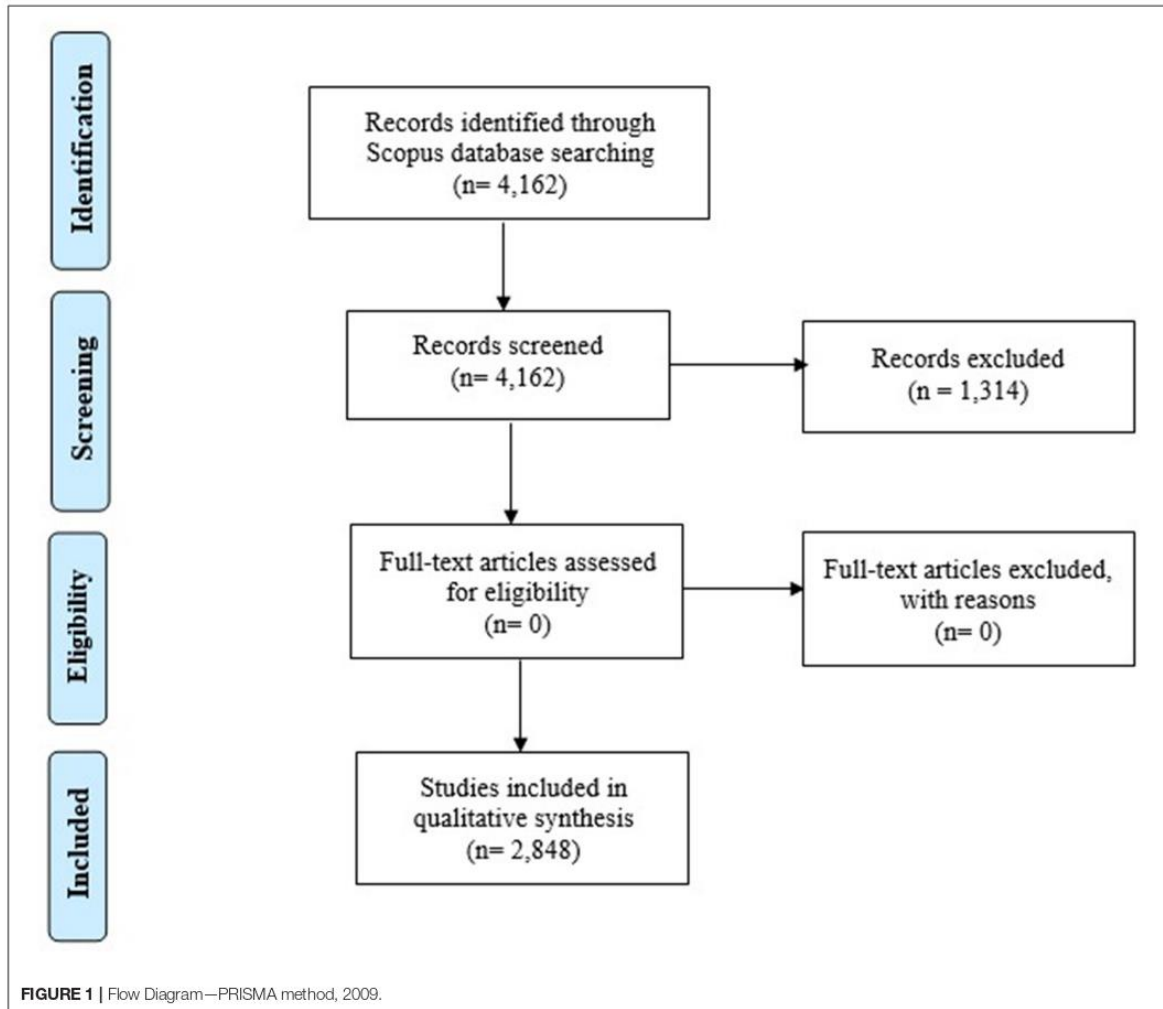 Identification
Records identified through
Scopus database searching
(n= 4,162)
Screening
Records screened
(n= 4,162)
Records excluded
(n = 1,314)
Eligibility
Full-text articles assessed
for eligibility
(n= 0)
Full-text articles excluded,
with reasons
(n= 0)
Included
Studies included in
qualitative synthesis
(n= 2,848)
FIGURE 1 | Flow Diagram—PRISMA method, 2009.